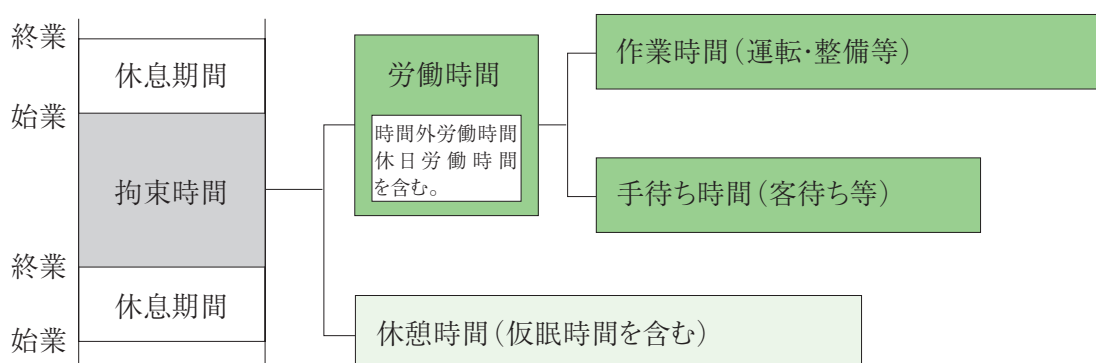 終業
休息期間
始業
拘束時間
終業
休息期間
始業
労働時間
時間外労働時間
休日労働時間
を含む。
作業時間（運転・整備等）
手待ち時間（客待ち等）
休憩時間（仮眠時間を含む）